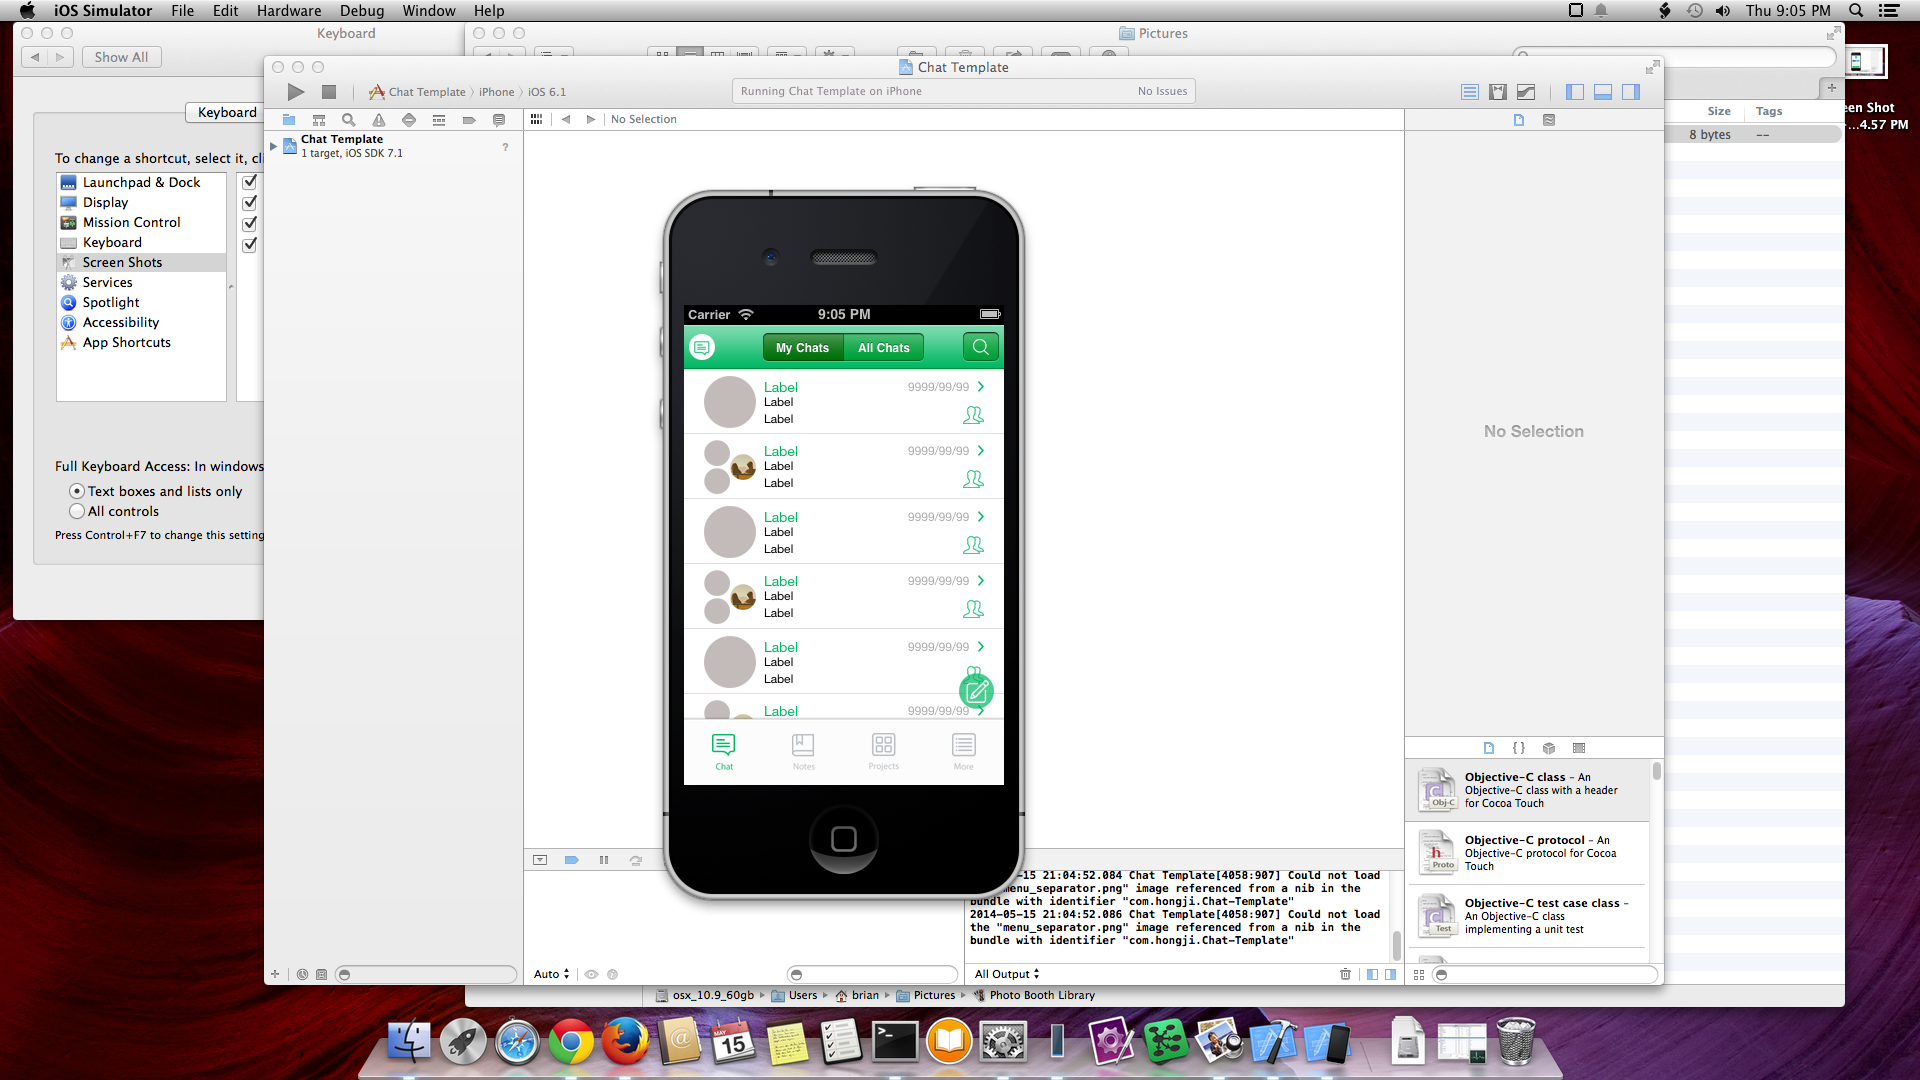 iOS Simulator File Edit Hardware Debug Window Help
Thu 9:05 PM
Keyboard
Show All
Keyboard
To change a shortcut, select it, cli
Launchpad & Dock
Display
Mission Control
Keyboard
Screen Shots
Services
Spotlight
Accessibility
App Shortcuts
Full Keyboard Access: In windows
Text boxes and lists only
All controls
Press Control+F7 to change this setting
Pictures
Size Tags
8 bytes --
een Shot
...4.57 PM
Chat Template
Chat Template iPhone iOS 6.1
Running Chat Template on iPhone No Issues
No Selection
Chat Template
1 target, iOS SDK 7.1
?
Carrier 9:05 PM
My Chats All Chats
Label 9999/99/99
Label
Label
Label 9999/99/99
Label
Label
Label 9999/99/99
Label
Label
Label 9999/99/99
Label
Label
Label 9999/99/99
Label
Label
Label 9999/99/99
Chat Notes Projects More
No Selection
Obj-C
Objective-C class – An
Objective-C class with a header
for Cocoa Touch
Proto
Objective-C protocol – An
Objective-C protocol for Cocoa
Touch
Test
Objective-C test case class –
An Objective-C class
implementing a unit test
-15 21:04:52.084 Chat Template[4058:907] Could not load
menu_separator.png" image referenced from a nib in the
bundle with identifier "com.hongji.Chat-Template"
2014-05-15 21:04:52.086 Chat Template[4058:907] Could not load
the "menu_separator.png" image referenced from a nib in the
bundle with identifier "com.hongji.Chat-Template"
Auto
All Output
osx_10.9_60gb Users brian Pictures Photo Booth Library
MAY
15